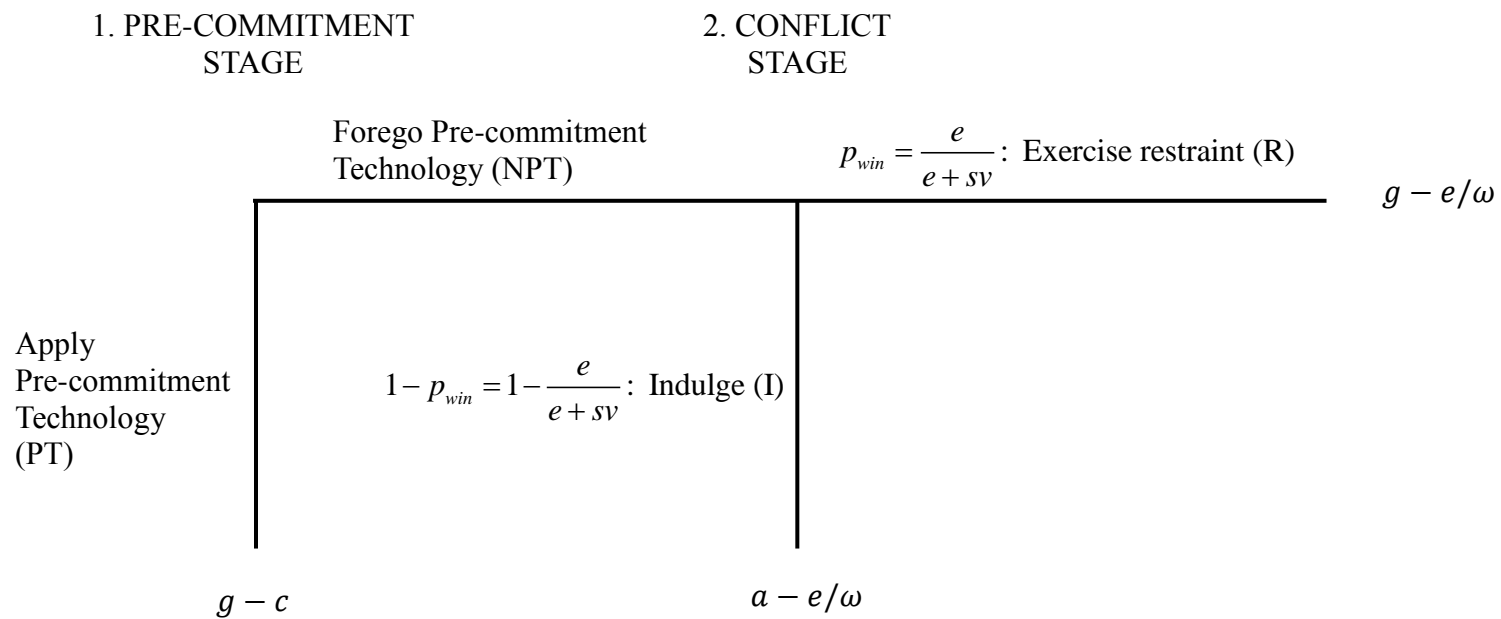 1. PRE-COMMITMENT
STAGE
2. CONFLICT
STAGE
Forego Pre-commitment
Technology (NPT)
p_win = e / (e + sv) : Exercise restraint (R)
g − e/ω
Apply
Pre-commitment
Technology
(PT)
1 − p_win = 1 − e / (e + sv) : Indulge (I)
g − c
a − e/ω